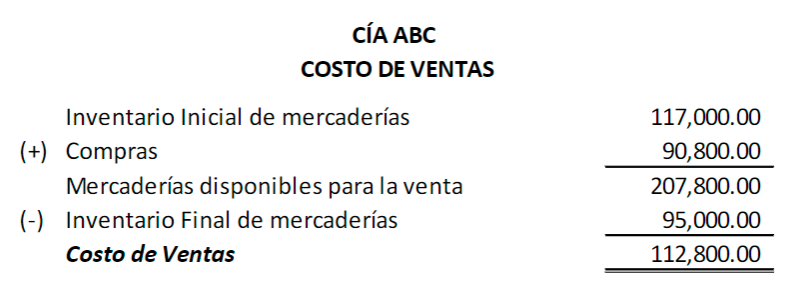 CÍA ABC
COSTO DE VENTAS
Inventario Inicial de mercaderías 117,000.00
(+) Compras 90,800.00
Mercaderías disponibles para la venta 207,800.00
(-) Inventario Final de mercaderías 95,000.00
Costo de Ventas 112,800.00